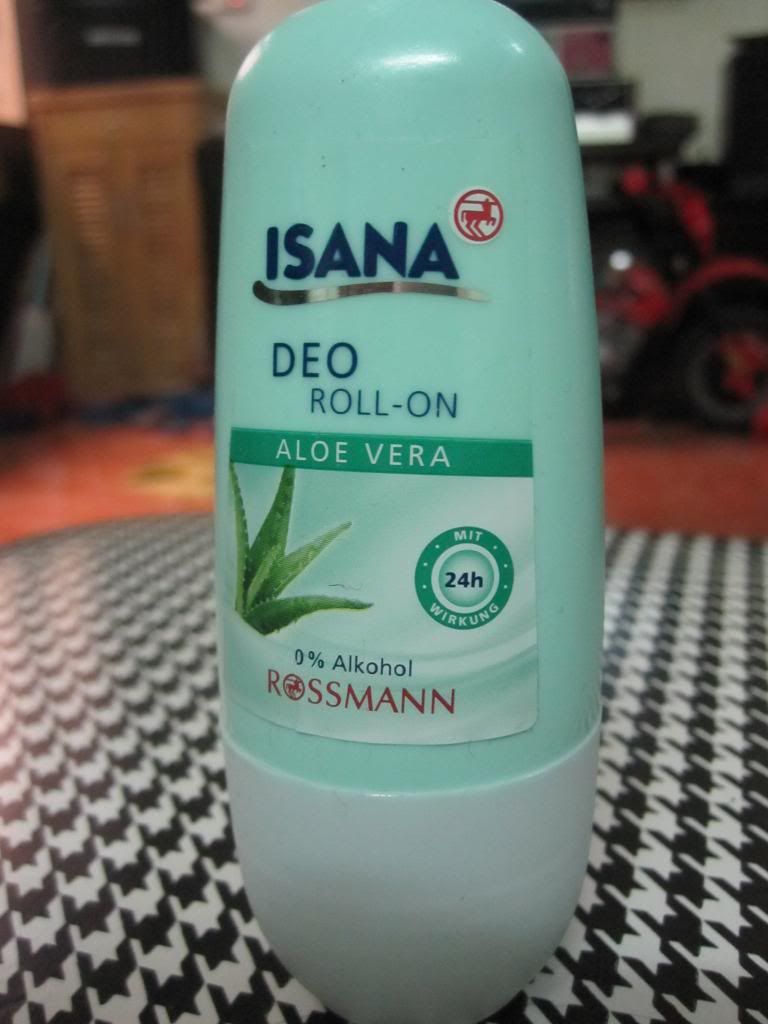 ISANA
DEO
ROLL-ON
ALOE VERA
MIT
24h
WIRKUNG
0% Alkohol
ROSSMANN